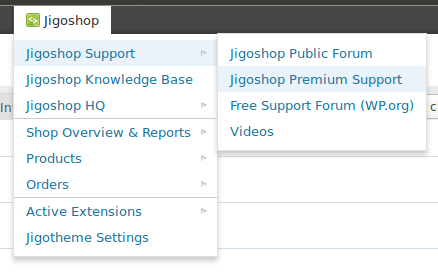 Jigoshop
Jigoshop Support
Jigoshop Knowledge Base
Jigoshop HQ
Shop Overview & Reports
Products
Orders
Active Extensions
Jigotheme Settings
Jigoshop Public Forum
Jigoshop Premium Support
Free Support Forum (WP.org)
Videos